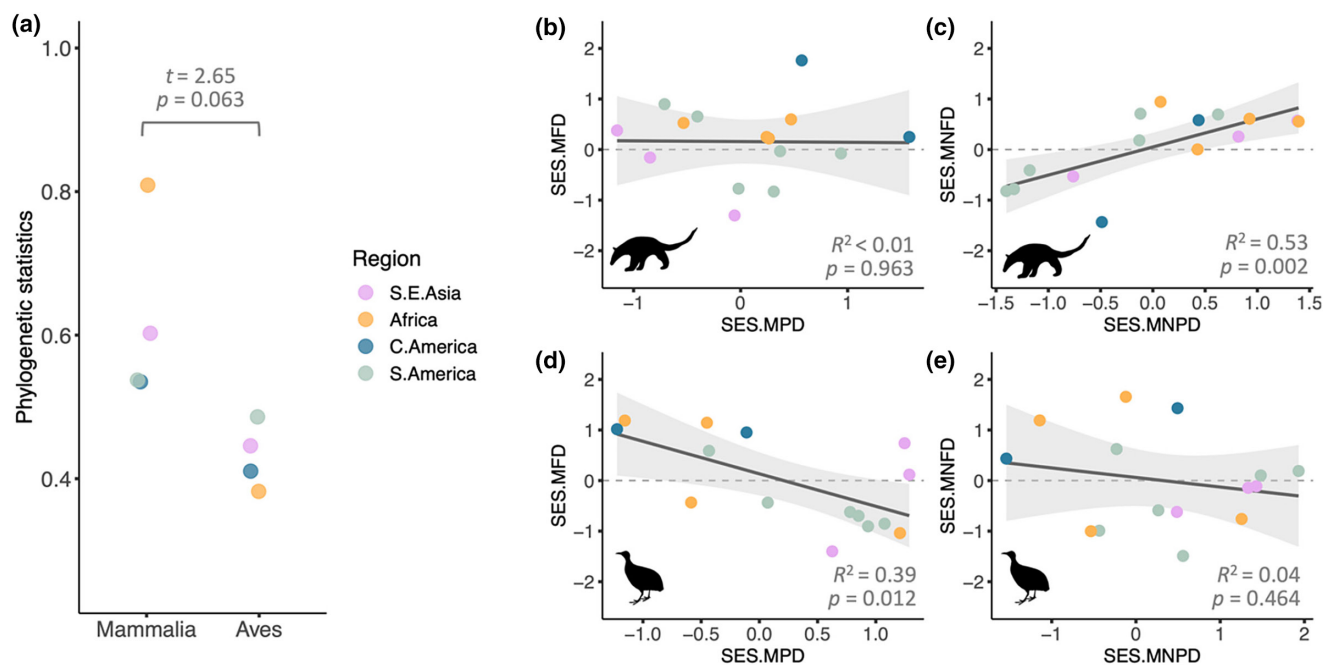 (a)
1.0
0.8
0.6
0.4
Phylogenetic statistics
t = 2.65
p = 0.063
Mammalia
Aves
Region
S.E.Asia
Africa
C.America
S.America
(b)
2
1
0
−1
−2
SES.MFD
R² < 0.01
p = 0.963
−1
0
1
SES.MPD
(c)
2
1
0
−1
−2
SES.MNFD
R² = 0.53
p = 0.002
−1.5
−1.0
−0.5
0.0
0.5
1.0
1.5
SES.MNPD
(d)
2
1
0
−1
−2
SES.MFD
R² = 0.39
p = 0.012
−1.0
−0.5
0.0
0.5
1.0
SES.MPD
(e)
2
1
0
−1
−2
SES.MNFD
R² = 0.04
p = 0.464
−1
0
1
2
SES.MNPD